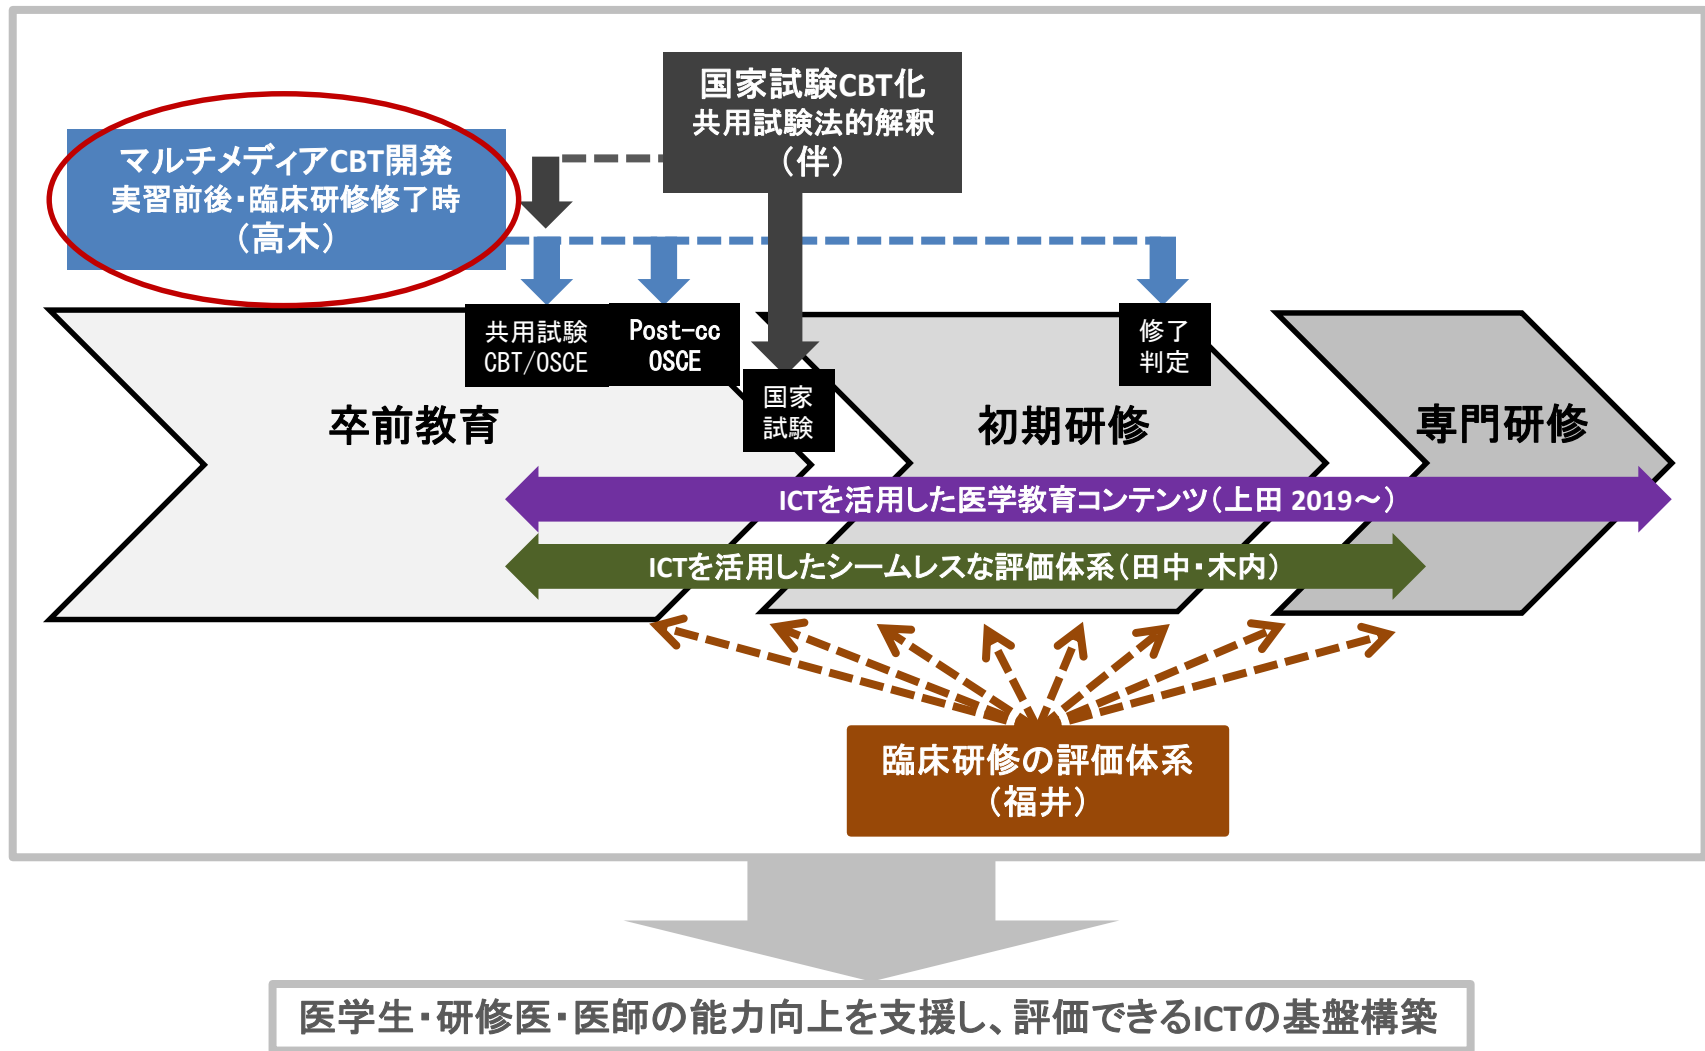 国家試験CBT化
共用試験法的解釈
（伴）
マルチメディアCBT開発
実習前後・臨床研修修了時
（高木）
共用試験
CBT/OSCE
Post-cc
OSCE
国家
試験
修了
判定
卒前教育
初期研修
専門研修
ICTを活用した医学教育コンテンツ（上田 2019～）
ICTを活用したシームレスな評価体系（田中・木内）
臨床研修の評価体系
（福井）
医学生・研修医・医師の能力向上を支援し、評価できるICTの基盤構築